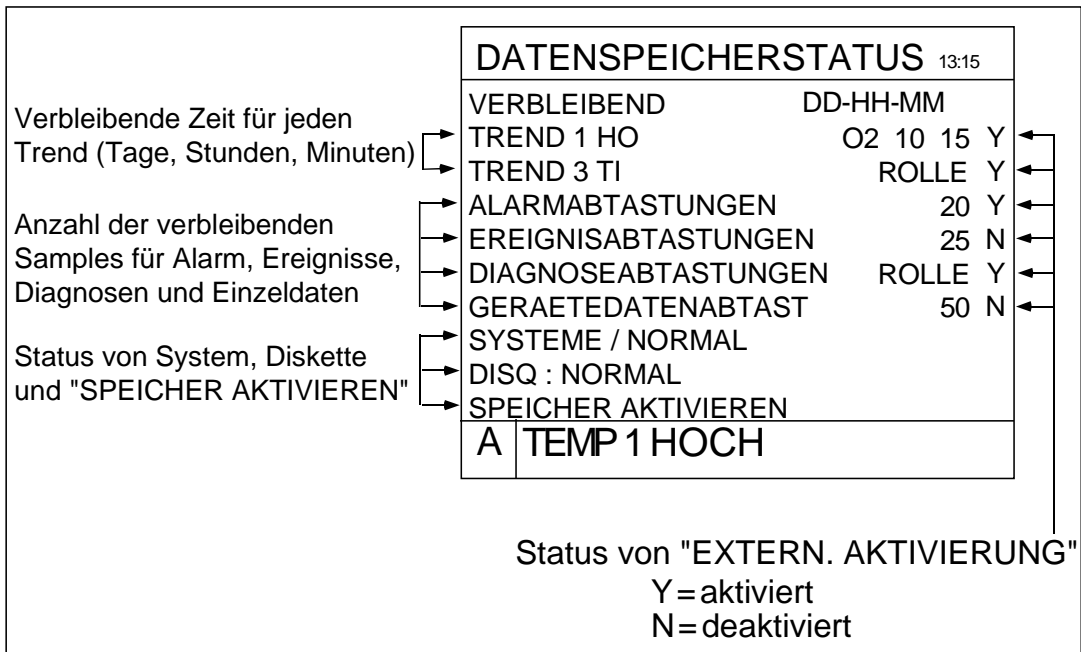 DATENSPEICHERSTATUS 13:15
VERBLEIBEND DD-HH-MM
TREND 1 HO O2 10 15 Y
TREND 3 TI ROLLE Y
ALARMABTASTUNGEN 20 Y
EREIGNISABTASTUNGEN 25 N
DIAGNOSEABTASTUNGEN ROLLE Y
GERAETEDATENABTAST 50 N
SYSTEME / NORMAL
DISQ : NORMAL
SPEICHER AKTIVIEREN
A TEMP 1 HOCH
Verbleibende Zeit für jeden
Trend (Tage, Stunden, Minuten)
Anzahl der verbleibenden
Samples für Alarm, Ereignisse,
Diagnosen und Einzeldaten
Status von System, Diskette
und "SPEICHER AKTIVIEREN"
Status von "EXTERN. AKTIVIERUNG"
Y=aktiviert
N=deaktiviert